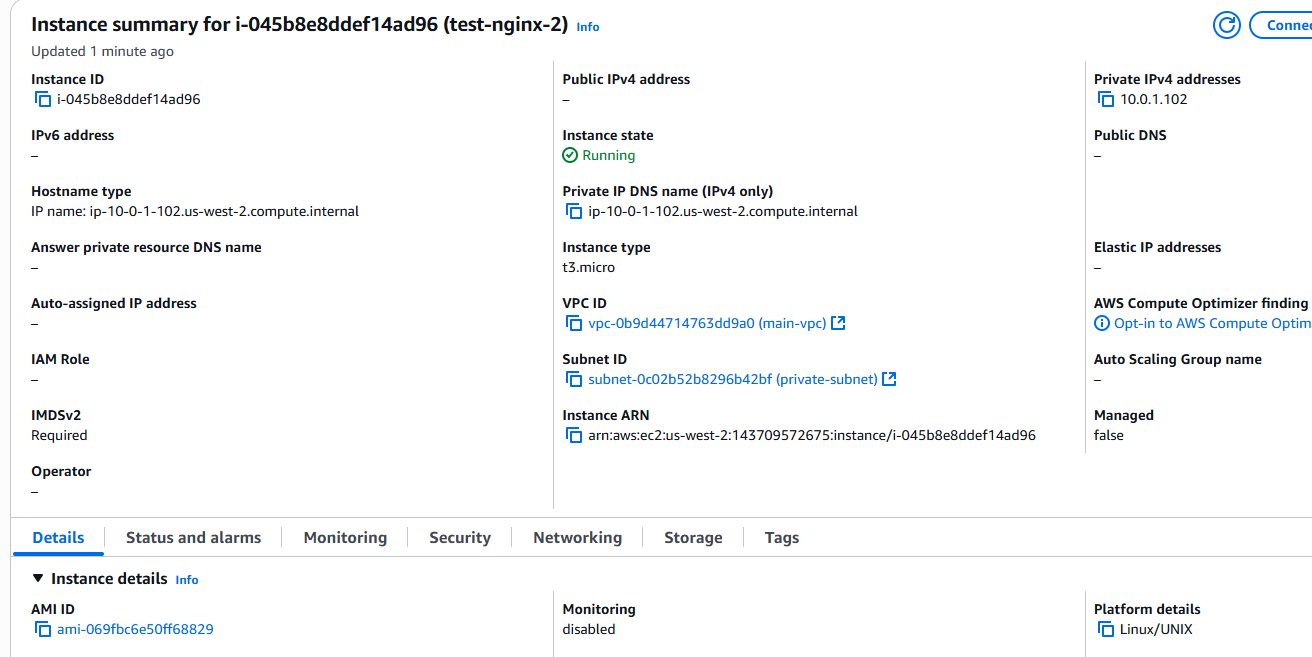 Instance summary for i-045b8e8ddef14ad96 (test-nginx-2) Info
Connec
Updated 1 minute ago
Instance ID
i-045b8e8ddef14ad96
Public IPv4 address
–
Private IPv4 addresses
10.0.1.102
IPv6 address
–
Instance state
Running
Public DNS
–
Hostname type
IP name: ip-10-0-1-102.us-west-2.compute.internal
Private IP DNS name (IPv4 only)
ip-10-0-1-102.us-west-2.compute.internal
Answer private resource DNS name
–
Instance type
t3.micro
Elastic IP addresses
–
Auto-assigned IP address
–
VPC ID
vpc-0b9d44714763dd9a0 (main-vpc)
AWS Compute Optimizer finding
Opt-in to AWS Compute Optim
IAM Role
–
Subnet ID
subnet-0c02b52b8296b42bf (private-subnet)
Auto Scaling Group name
–
IMDSv2
Required
Instance ARN
arn:aws:ec2:us-west-2:143709572675:instance/i-045b8e8ddef14ad96
Managed
false
Operator
–
Details
Status and alarms
Monitoring
Security
Networking
Storage
Tags
Instance details Info
AMI ID
ami-069fbc6e50ff68829
Monitoring
disabled
Platform details
Linux/UNIX